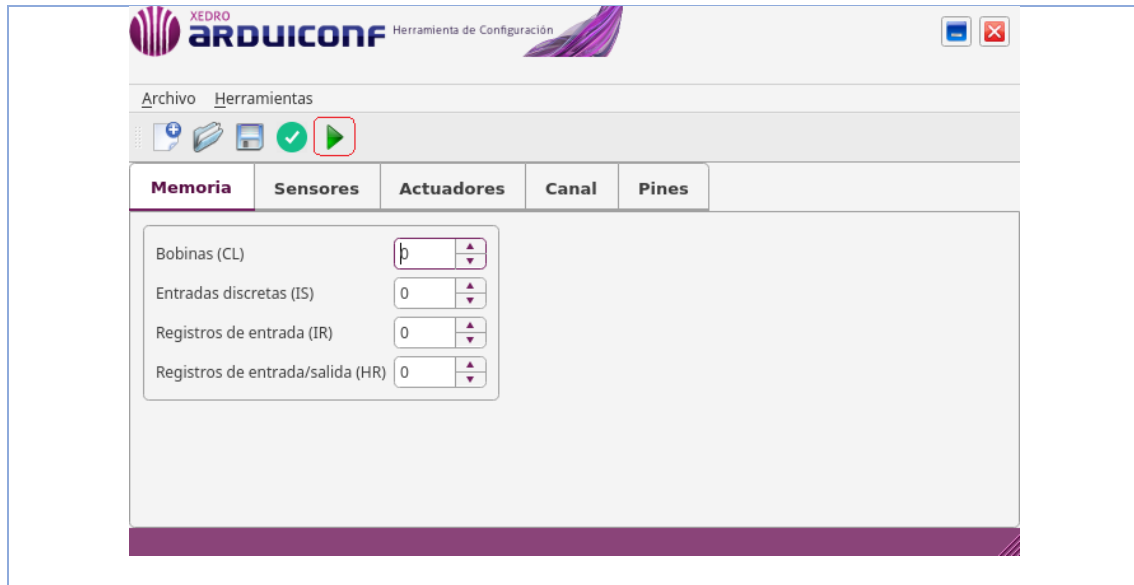 XEDRO
ARDUICONF Herramienta de Configuración
Archivo Herramientas
Memoria Sensores Actuadores Canal Pines
Bobinas (CL) 0
Entradas discretas (IS) 0
Registros de entrada (IR) 0
Registros de entrada/salida (HR) 0